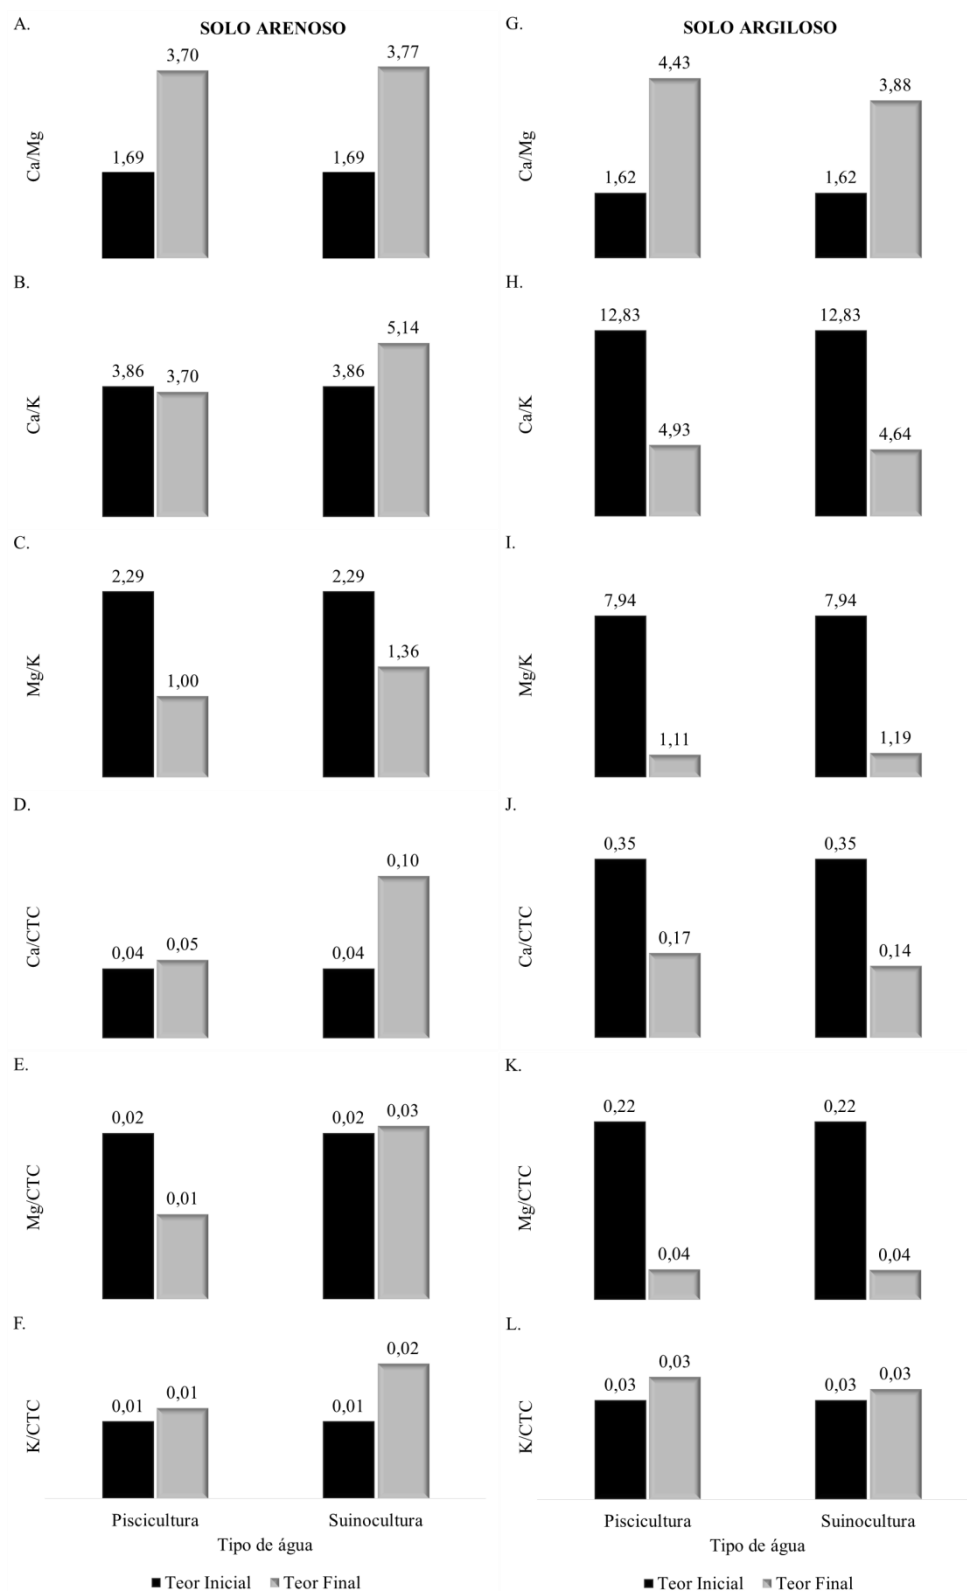 A.
SOLO ARENOSO
3,70
3,77
1,69
1,69
Ca/Mg
B.
5,14
3,86
3,70
3,86
Ca/K
C.
2,29
2,29
1,36
1,00
Mg/K
D.
0,10
0,04
0,05
0,04
Ca/CTC
E.
0,02
0,02
0,03
0,01
Mg/CTC
F.
0,02
0,01
0,01
0,01
K/CTC
Piscicultura
Suinocultura
Tipo de água
Teor Inicial
Teor Final
G.
SOLO ARGILOSO
4,43
3,88
1,62
1,62
Ca/Mg
H.
12,83
12,83
4,93
4,64
Ca/K
I.
7,94
7,94
1,11
1,19
Mg/K
J.
0,35
0,35
0,17
0,14
Ca/CTC
K.
0,22
0,22
0,04
0,04
Mg/CTC
L.
0,03
0,03
0,03
0,03
K/CTC
Piscicultura
Suinocultura
Tipo de água
Teor Inicial
Teor Final